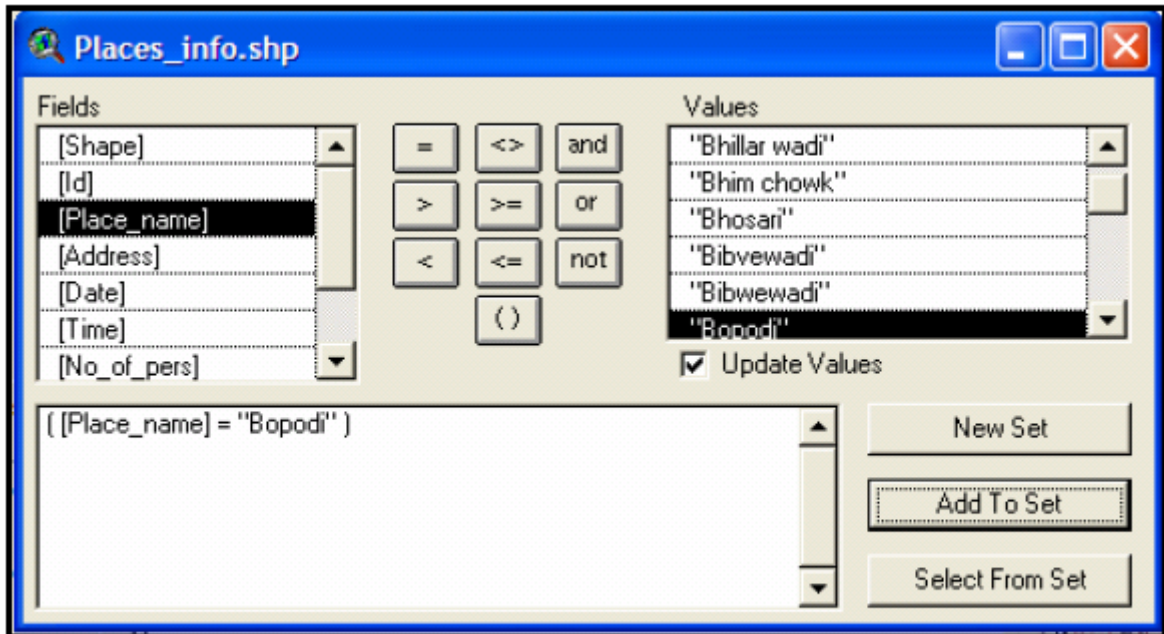 Places_info.shp
Fields
[Shape]
[Id]
[Place_name]
[Address]
[Date]
[Time]
[No_of_pers]
= <> and
> >= or
< <= not
( )
Values
"Bhillar wadi"
"Bhim chowk"
"Bhosari"
"Bibvewadi"
"Bibwewadi"
"Bopodi"
Update Values
( [Place_name] = "Bopodi" )
New Set
Add To Set
Select From Set